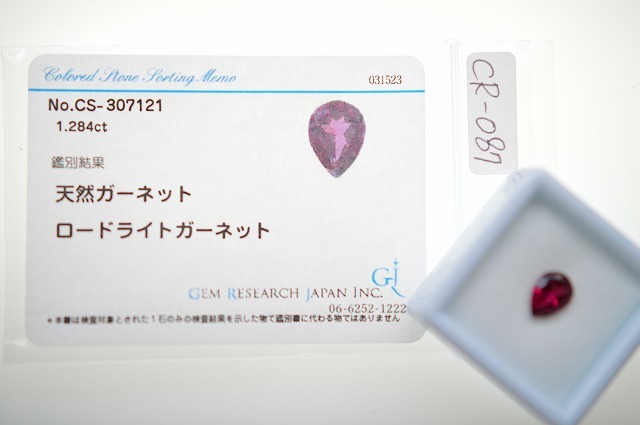 Colored Stone Sorting Memo
031523
No.CS-307121
1.284ct
鑑別結果
天然ガーネット
ロードライトガーネット
GJ
GEM RESEARCH JAPAN INC.
06-6252-1222
*本書は検査対象とされた1石のみの検査結果を示した物で鑑別書に代わる物ではありません
CR-087